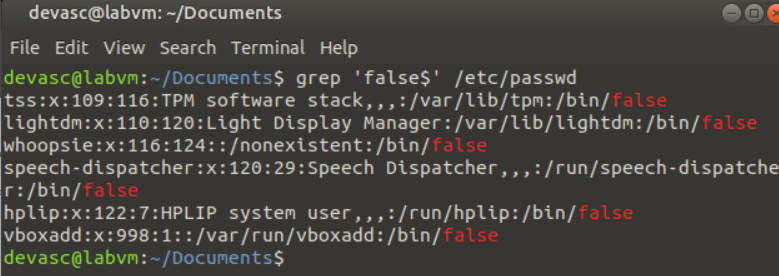 devasc@labvm: ~/Documents
File Edit View Search Terminal Help
devasc@labvm:~/Documents$ grep 'false$' /etc/passwd
tss:x:109:116:TPM software stack,,,:/var/lib/tpm:/bin/false
lightdm:x:110:120:Light Display Manager:/var/lib/lightdm:/bin/false
whoopsie:x:116:124::/nonexistent:/bin/false
speech-dispatcher:x:120:29:Speech Dispatcher,,,:/run/speech-dispatche
r:/bin/false
hplip:x:122:7:HPLIP system user,,,:/run/hplip:/bin/false
vboxadd:x:998:1::/var/run/vboxadd:/bin/false
devasc@labvm:~/Documents$